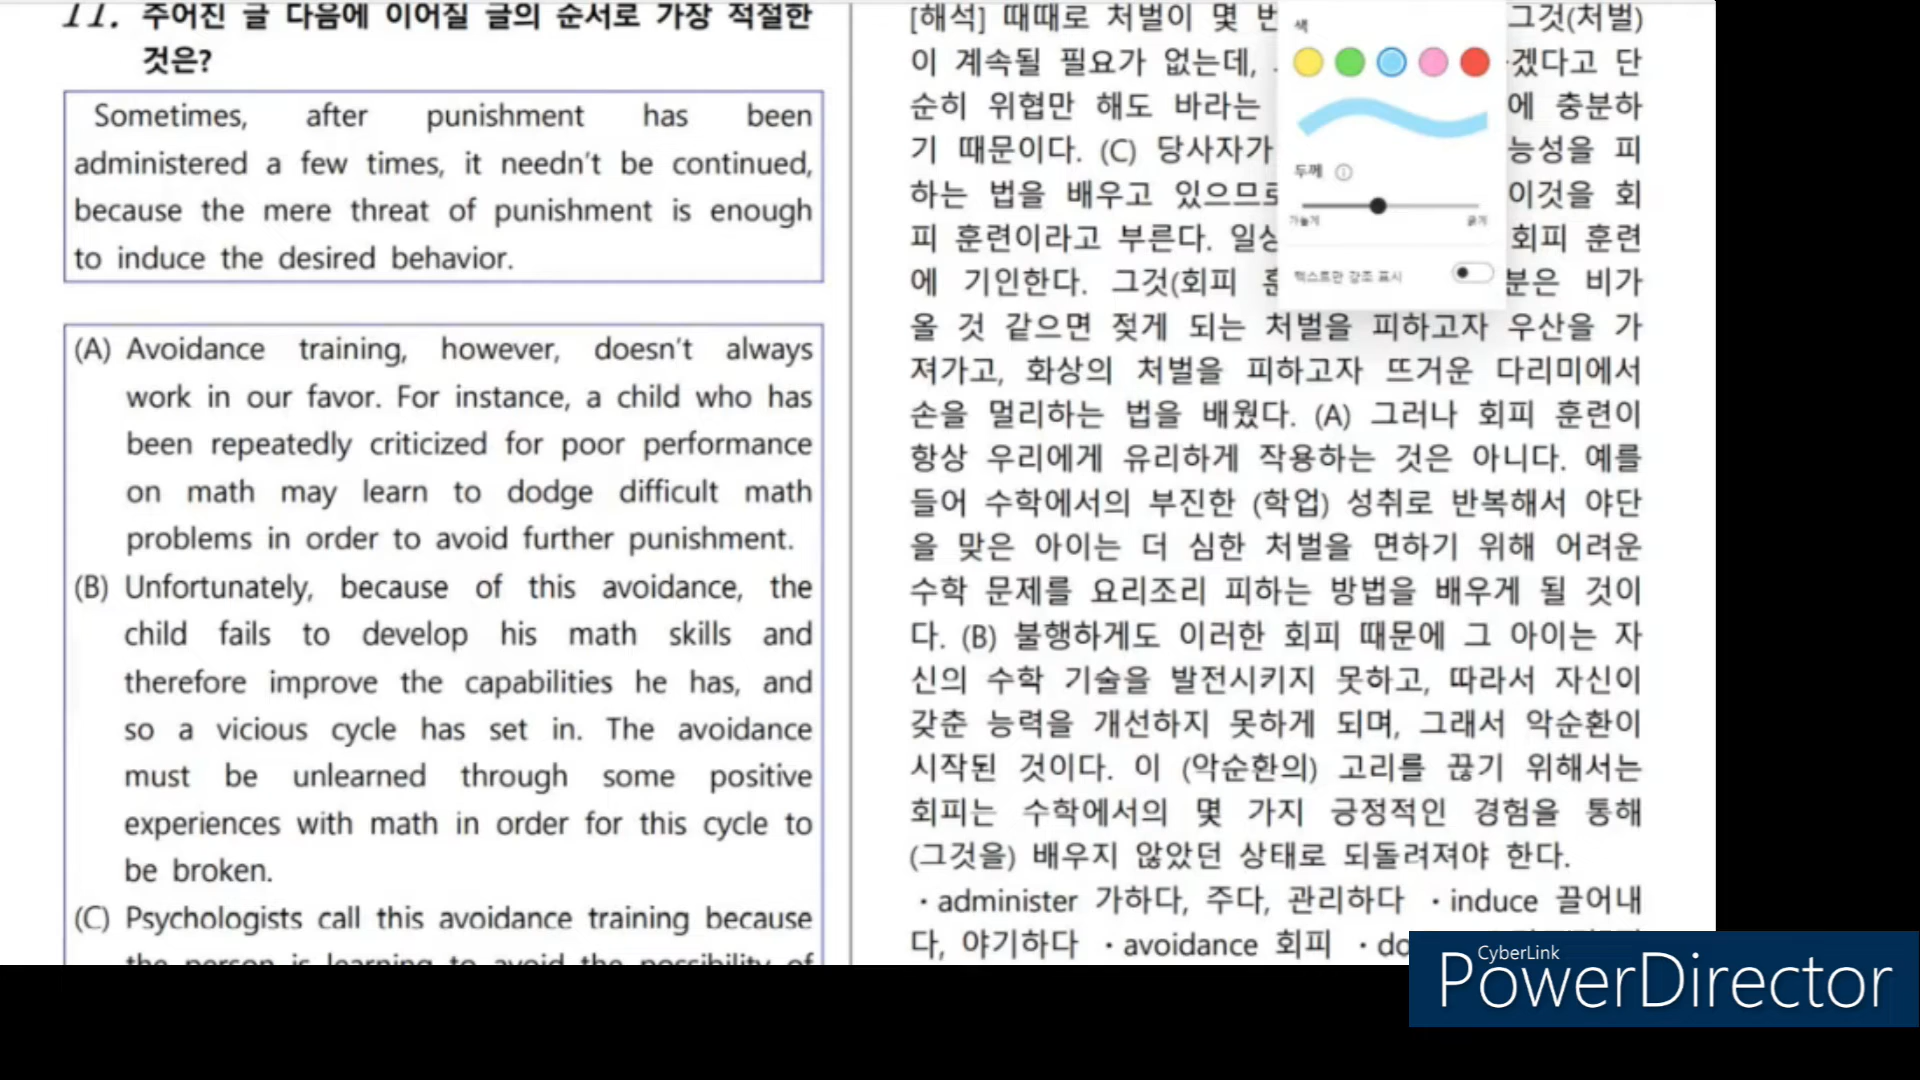 11. 주어진 글 다음에 이어질 글의 순서로 가장 적절한
것은?
Sometimes, after punishment has been
administered a few times, it needn't be continued,
because the mere threat of punishment is enough
to induce the desired behavior.
(A) Avoidance training, however, doesn't always
work in our favor. For instance, a child who has
been repeatedly criticized for poor performance
on math may learn to dodge difficult math
problems in order to avoid further punishment.
(B) Unfortunately, because of this avoidance, the
child fails to develop his math skills and
therefore improve the capabilities he has, and
so a vicious cycle has set in. The avoidance
must be unlearned through some positive
experiences with math in order for this cycle to
be broken.
(C) Psychologists call this avoidance training because
the person is learning to avoid the possibility of
[해석] 때때로 처벌이 몇 번 그것(처벌)
이 계속될 필요가 없는데, 겠다고 단
순히 위협만 해도 바라는 에 충분하
기 때문이다. (C) 당사자가 능성을 피
하는 법을 배우고 있으므로 이것을 회
피 훈련이라고 부른다. 일상 회피 훈련
에 기인한다. 그것(회피 훈 분은 비가
올 것 같으면 젖게 되는 처벌을 피하고자 우산을 가
져가고, 화상의 처벌을 피하고자 뜨거운 다리미에서
손을 멀리하는 법을 배웠다. (A) 그러나 회피 훈련이
항상 우리에게 유리하게 작용하는 것은 아니다. 예를
들어 수학에서의 부진한 (학업) 성취로 반복해서 야단
을 맞은 아이는 더 심한 처벌을 면하기 위해 어려운
수학 문제를 요리조리 피하는 방법을 배우게 될 것이
다. (B) 불행하게도 이러한 회피 때문에 그 아이는 자
신의 수학 기술을 발전시키지 못하고, 따라서 자신이
갖춘 능력을 개선하지 못하게 되며, 그래서 악순환이
시작된 것이다. 이 (악순환의) 고리를 끊기 위해서는
회피는 수학에서의 몇 가지 긍정적인 경험을 통해
(그것을) 배우지 않았던 상태로 되돌려져야 한다.
・administer 가하다, 주다, 관리하다 ・induce 끌어내
다, 야기하다 ・avoidance 회피 ・do
색
두께
가늘게 굵게
텍스트만 강조 표시
CyberLink
PowerDirector